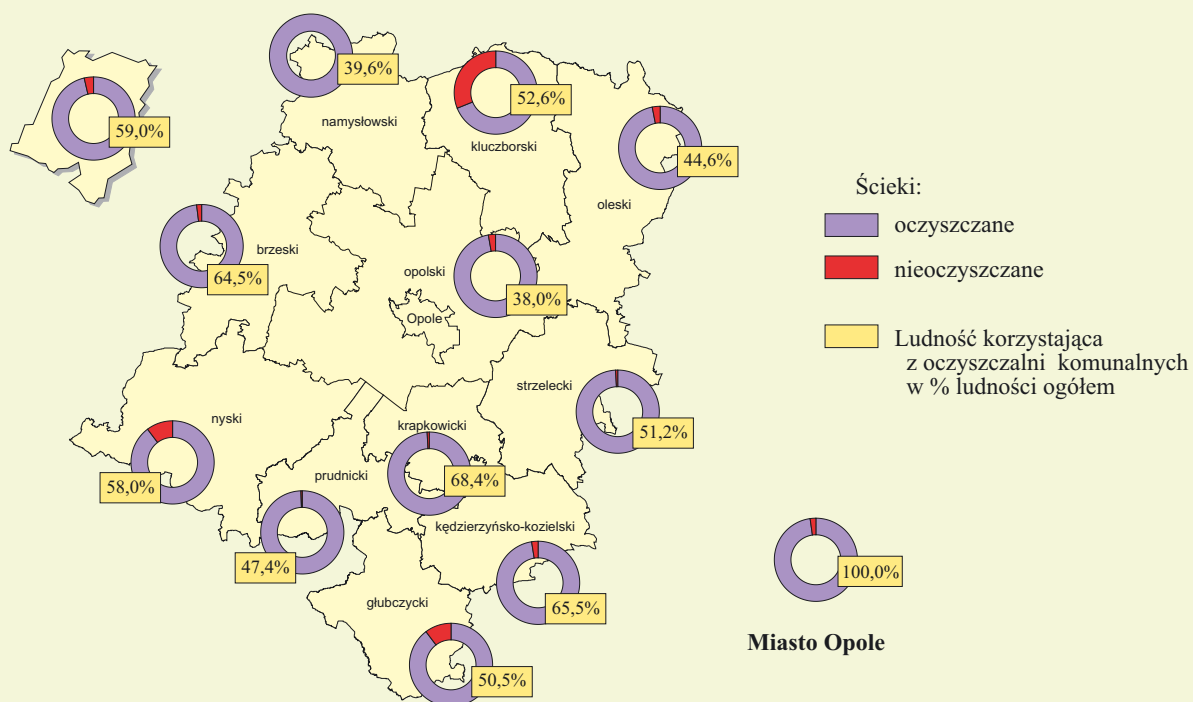 39,6%
59,0%
namysłowski
52,6%
kluczborski
44,6%
oleski
64,5%
brzeski
opolski
38,0%
Opole
strzelecki
51,2%
nyski
58,0%
krapkowicki
68,4%
prudnicki
47,4%
kędzierzyńsko-kozielski
65,5%
głubczycki
50,5%
Ścieki:
oczyszczane
nieoczyszczane
Ludność korzystająca
z oczyszczalni komunalnych
w % ludności ogółem
100,0%
Miasto Opole